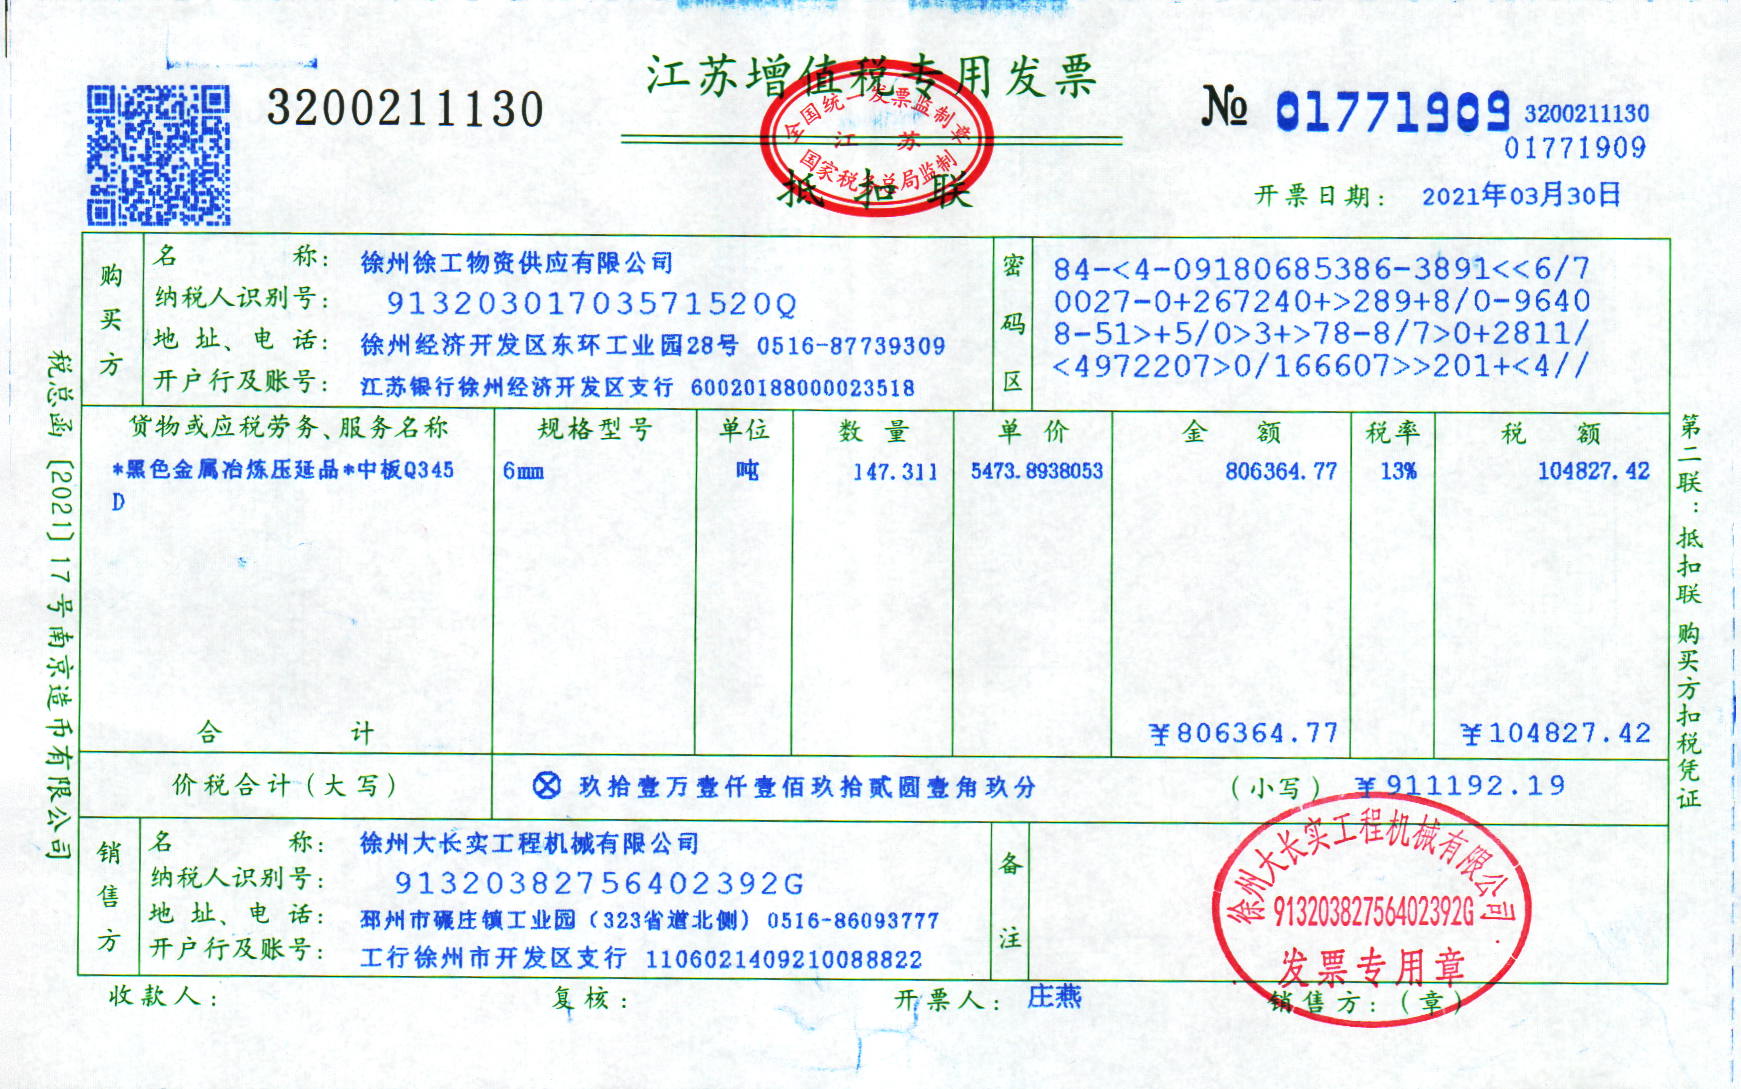 江苏增值税专用发票
3200211130
№ 01771909 3200211130
01771909
全国统一发票监制章
江苏
国家税务总局监制
抵扣联
开票日期： 2021年03月30日
购买方
名称： 徐州徐工物资供应有限公司
纳税人识别号： 91320301703571520Q
地址、电话： 徐州经济开发区东环工业园28号 0516-87739309
开户行及账号： 江苏银行徐州经济开发区支行 60020188000023518
密码区
84-<4-09180685386-3891<<6/7
0027-0+267240+>289+8/0-9640
8-51>+5/0>3+>78-8/7>0+2811/
<4972207>0/166607>>201+<4//
货物或应税劳务、服务名称 规格型号 单位 数量 单价 金额 税率 税额
*黑色金属冶炼压延品*中板Q345 6mm 吨 147.311 5473.8938053 806364.77 13% 104827.42
D
合计 ¥806364.77 ¥104827.42
价税合计（大写） ⊗ 玖拾壹万壹仟壹佰玖拾贰圆壹角玖分 （小写） ¥911192.19
销售方
名称： 徐州大长实工程机械有限公司
纳税人识别号： 91320382756402392G
地址、电话： 邳州市碾庄镇工业园（323省道北侧） 0516-86093777
开户行及账号： 工行徐州市开发区支行 1106021409210088822
备注
徐州大长实工程机械有限公司
91320382756402392G
发票专用章
收款人： 复核： 开票人： 庄燕 销售方：（章）
税总函〔2021〕17号南京造币有限公司
第二联：抵扣联 购买方扣税凭证